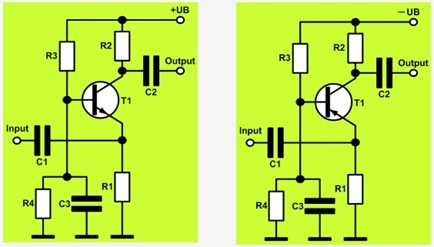 +UB
R3
R2
Output
C2
T1
Input
C1
R4
C3
R1
−UB
R3
R2
Output
C2
T1
Input
C1
R4
C3
R1